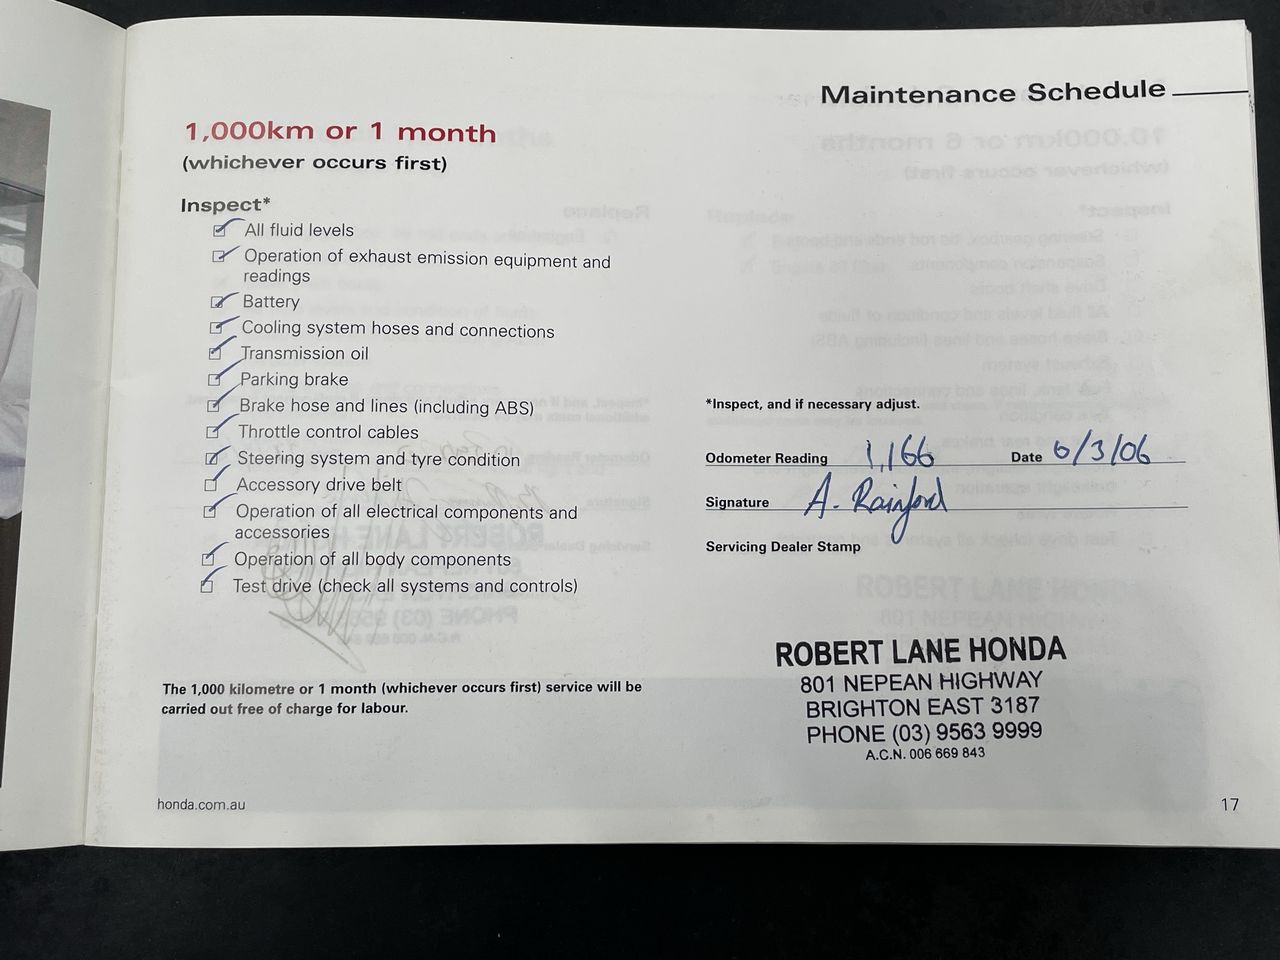 Maintenance Schedule
1,000km or 1 month
(whichever occurs first)
Inspect*
All fluid levels
Operation of exhaust emission equipment and
readings
Battery
Cooling system hoses and connections
Transmission oil
Parking brake
Brake hose and lines (including ABS)
Throttle control cables
Steering system and tyre condition
Accessory drive belt
Operation of all electrical components and
accessories
Operation of all body components
Test drive (check all systems and controls)
The 1,000 kilometre or 1 month (whichever occurs first) service will be
carried out free of charge for labour.
*Inspect, and if necessary adjust.
Odometer Reading 1,166 Date 6/3/06
Signature A. Rainford
Servicing Dealer Stamp
ROBERT LANE HONDA
801 NEPEAN HIGHWAY
BRIGHTON EAST 3187
PHONE (03) 9563 9999
A.C.N. 006 669 843
honda.com.au
17